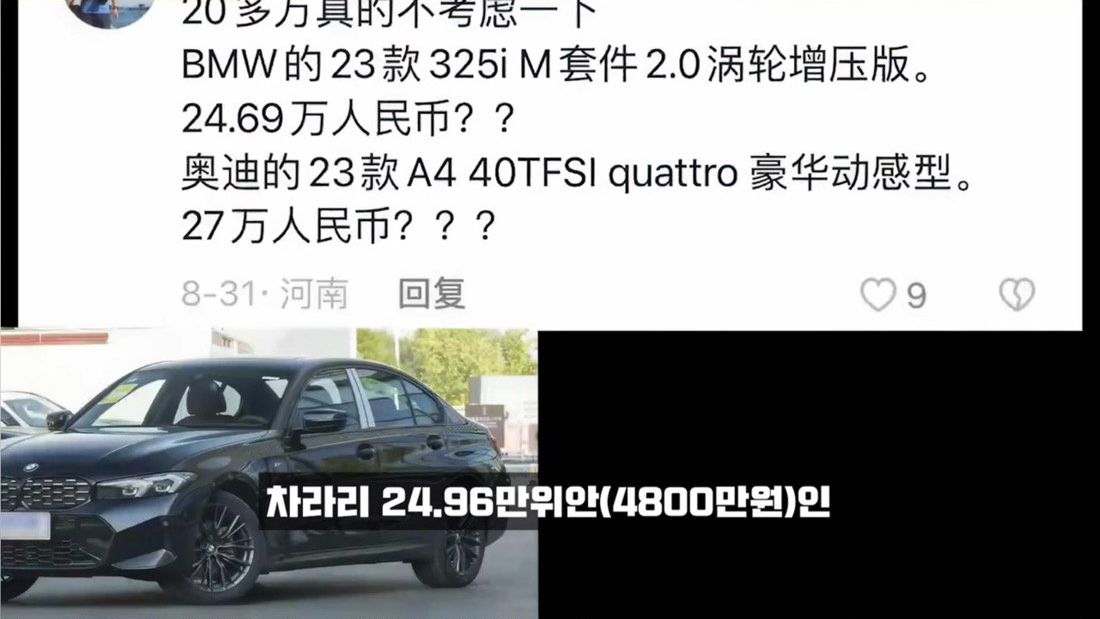 20多万真的不考虑一下
BMW的23款325i M套件2.0涡轮增压版。
24.69万人民币？？
奥迪的23款A4 40TFSI quattro 豪华动感型。
27万人民币？？？
8-31·河南 回复 9
차라리 24.96만위안(4800만원)인